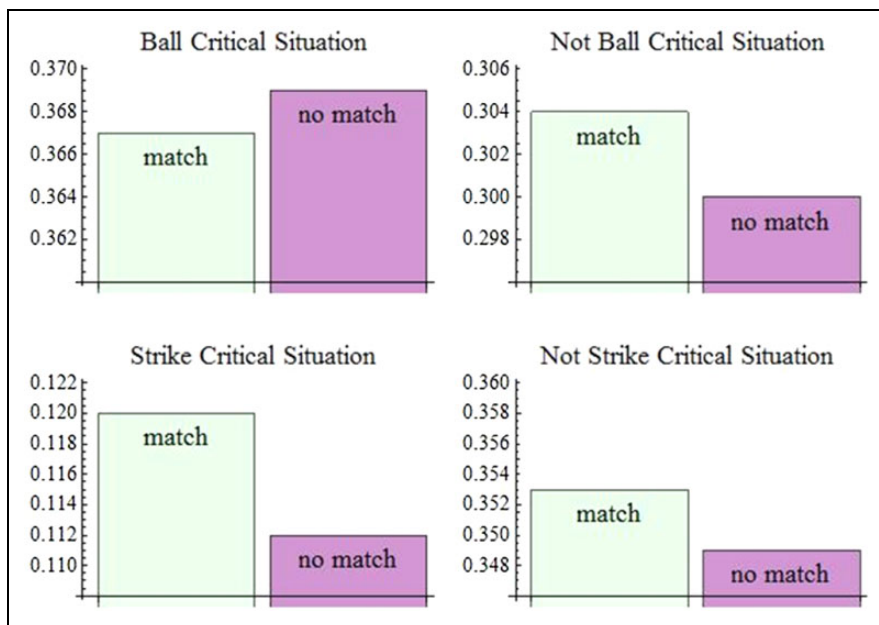 Ball Critical Situation
0.370
0.368
0.366
0.364
0.362
match
no match
Not Ball Critical Situation
0.306
0.304
0.302
0.300
0.298
match
no match
Strike Critical Situation
0.122
0.120
0.118
0.116
0.114
0.112
0.110
match
no match
Not Strike Critical Situation
0.360
0.358
0.356
0.354
0.352
0.350
0.348
match
no match